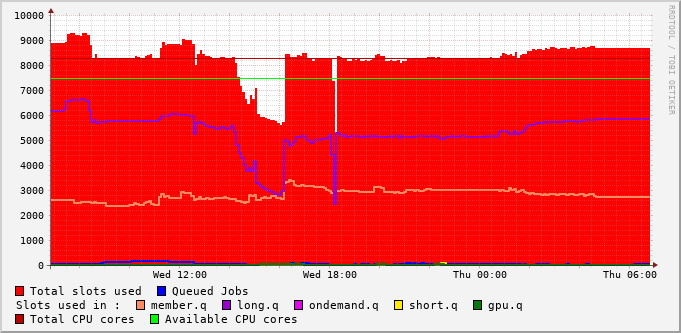 RRDTOOL / TOBI OETIKER
10000
9000
8000
7000
6000
5000
4000
3000
2000
1000
0
Wed 12:00 Wed 18:00 Thu 00:00 Thu 06:00
Total slots used Queued Jobs
Slots used in : member.q long.q ondemand.q short.q gpu.q
Total CPU cores Available CPU cores